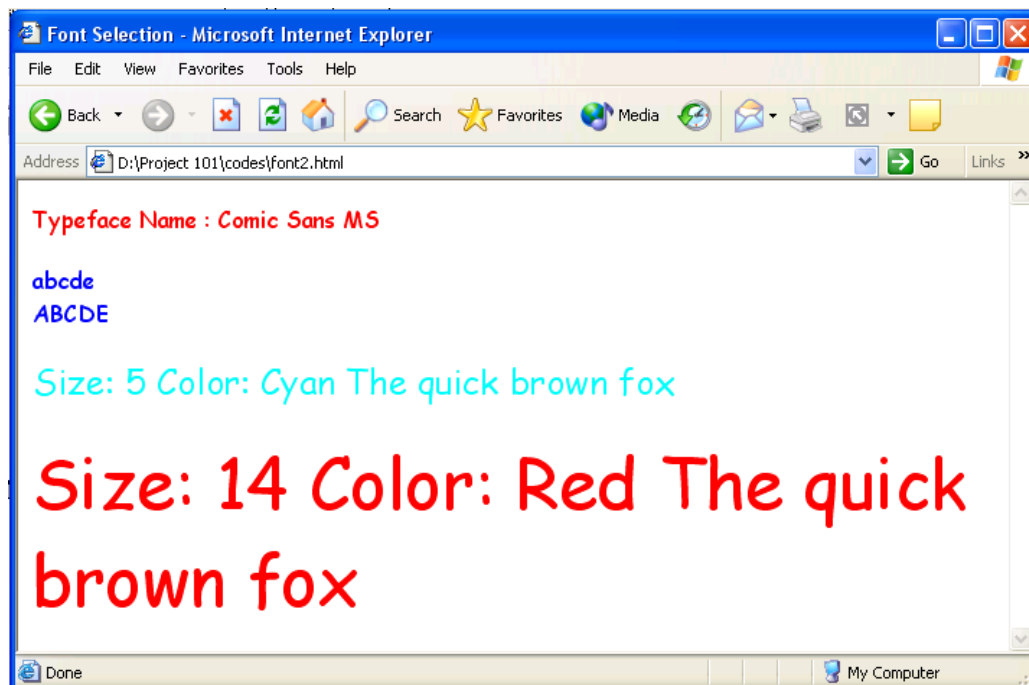 Font Selection - Microsoft Internet Explorer
File Edit View Favorites Tools Help
Back Search Favorites Media
Address D:\Project 101\codes\font2.html Go Links »
Typeface Name : Comic Sans MS
abcde
ABCDE
Size: 5 Color: Cyan The quick brown fox
Size: 14 Color: Red The quick
brown fox
Done My Computer